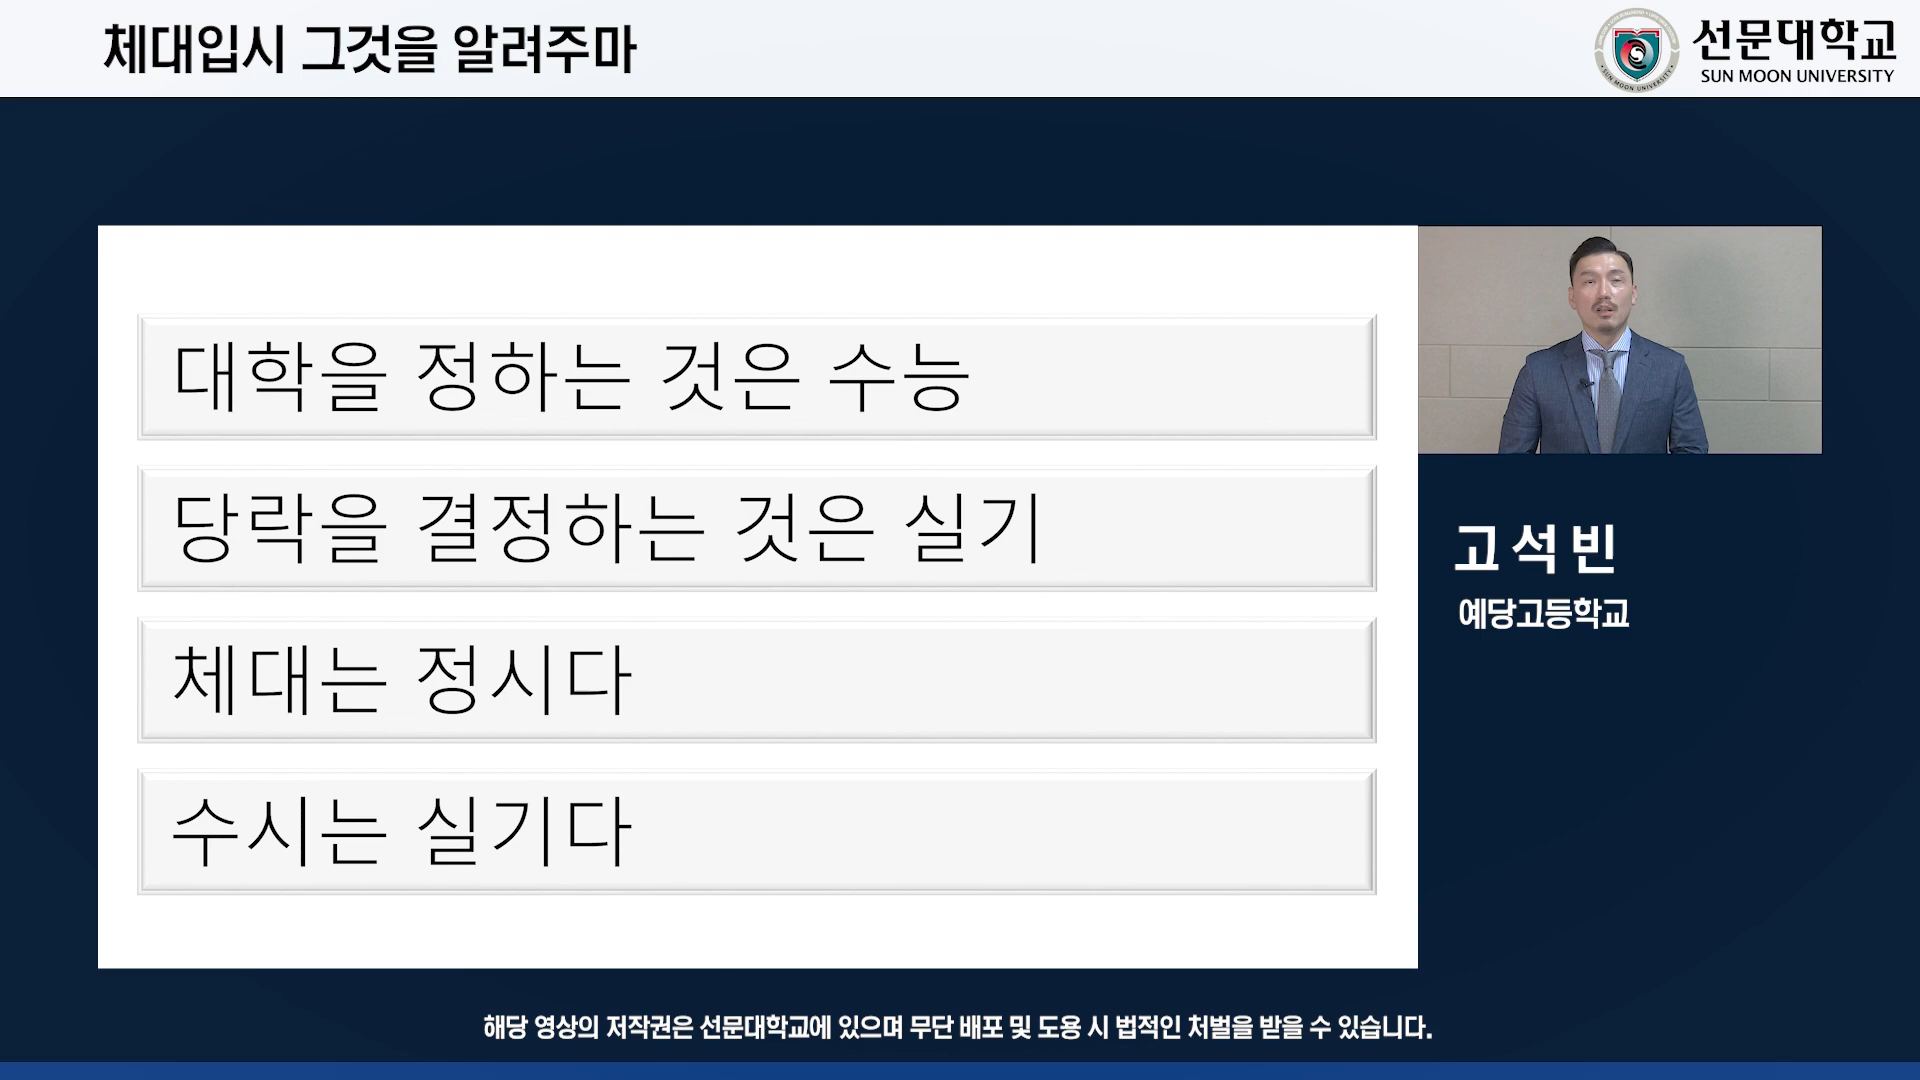 체대입시 그것을 알려주마
선문대학교
SUN MOON UNIVERSITY
대학을 정하는 것은 수능
당락을 결정하는 것은 실기
체대는 정시다
수시는 실기다
고석빈
예당고등학교
해당 영상의 저작권은 선문대학교에 있으며 무단 배포 및 도용 시 법적인 처벌을 받을 수 있습니다.